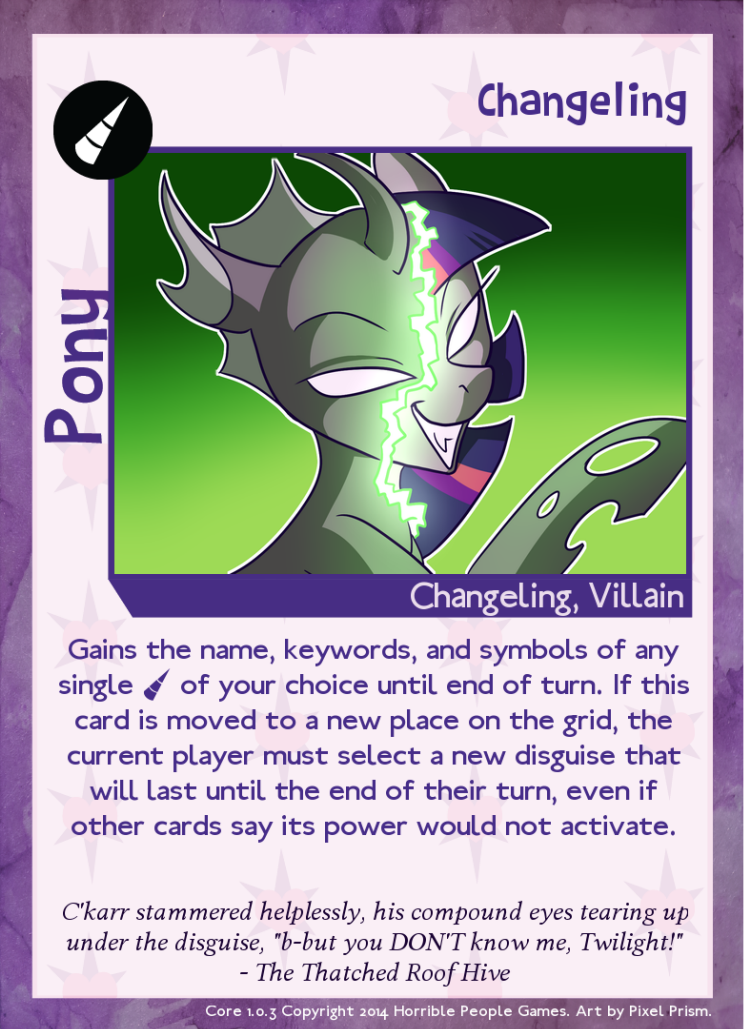 Changeling
Pony
Changeling, Villain
Gains the name, keywords, and symbols of any
single of your choice until end of turn. If this
card is moved to a new place on the grid, the
current player must select a new disguise that
will last until the end of their turn, even if
other cards say its power would not activate.
C'karr stammered helplessly, his compound eyes tearing up
under the disguise, "b-but you DON'T know me, Twilight!"
- The Thatched Roof Hive
Core 1.0.3 Copyright 2014 Horrible People Games. Art by Pixel Prism.